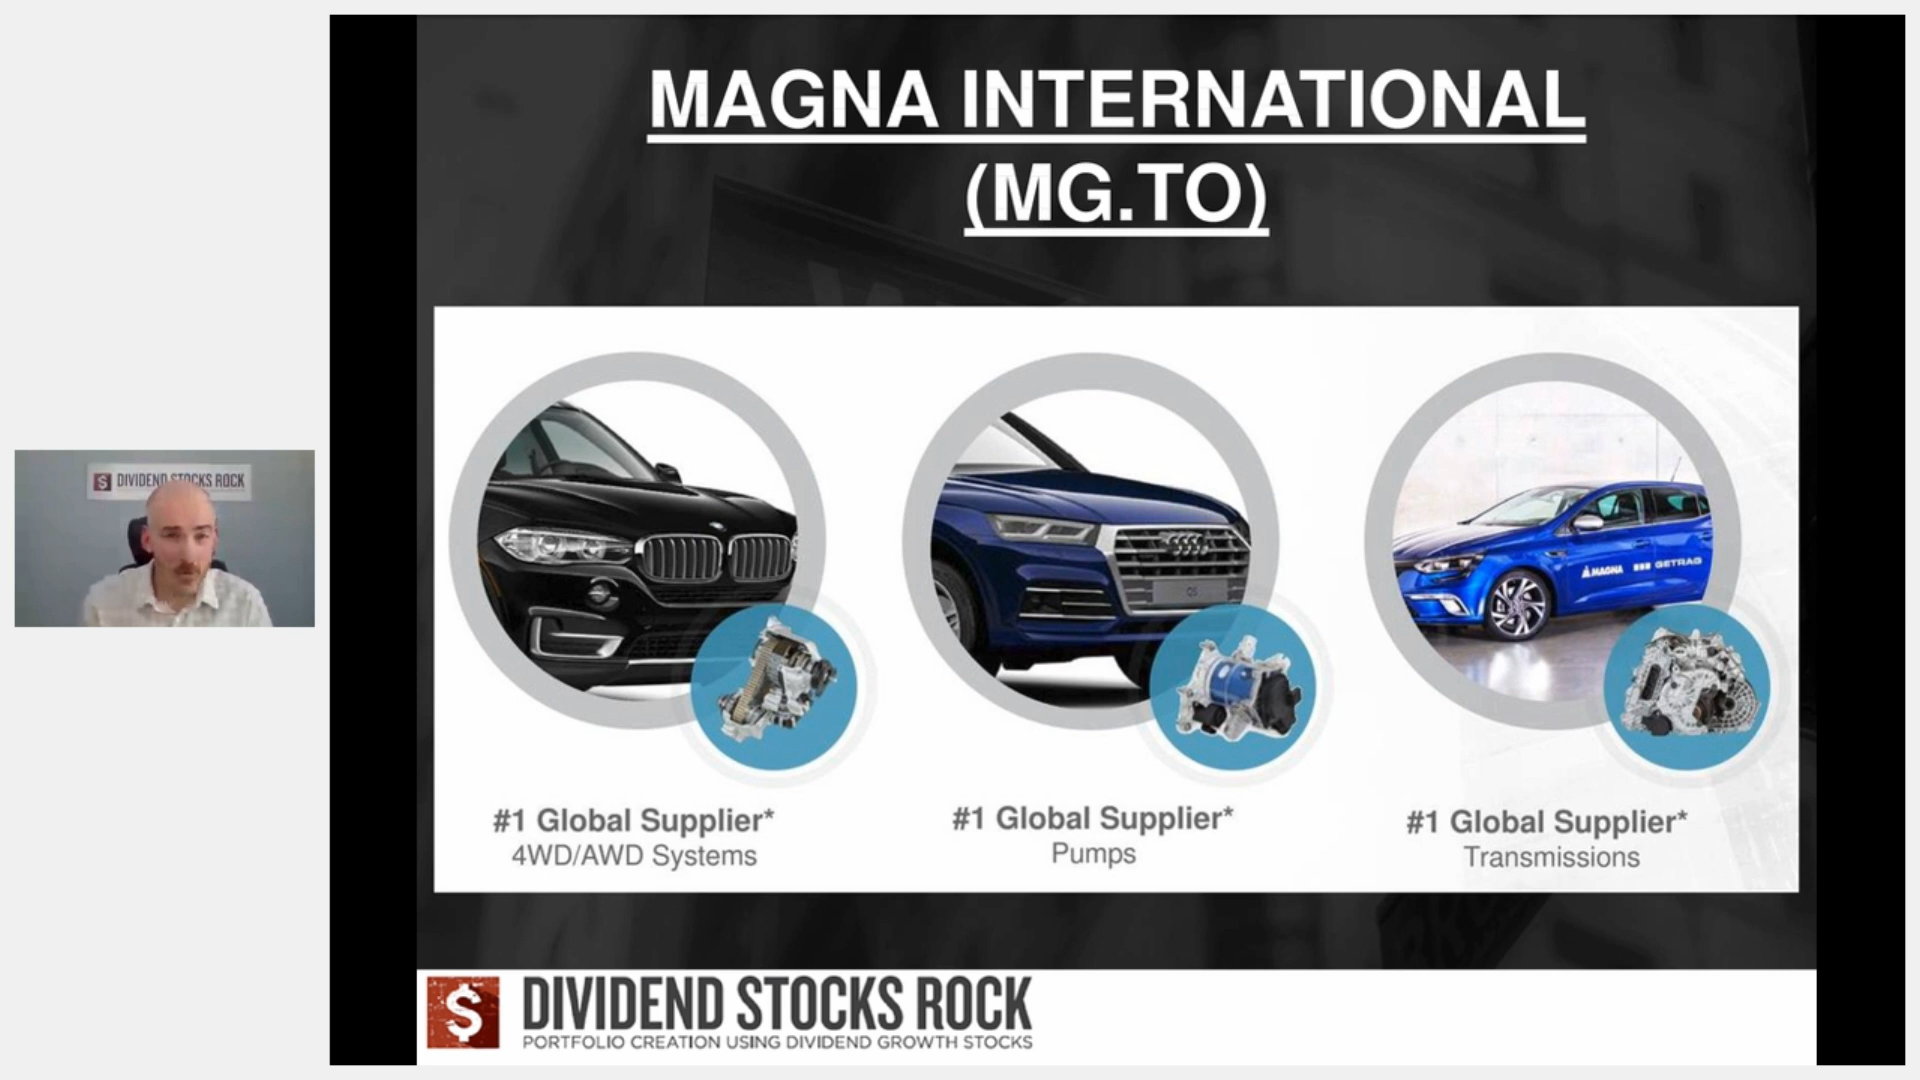 MAGNA INTERNATIONAL
(MG.TO)
DIVIDEND STOCKS ROCK
MAGNA GETRAG
Q5
#1 Global Supplier*
4WD/AWD Systems
#1 Global Supplier*
Pumps
#1 Global Supplier*
Transmissions
$ DIVIDEND STOCKS ROCK
PORTFOLIO CREATION USING DIVIDEND GROWTH STOCKS